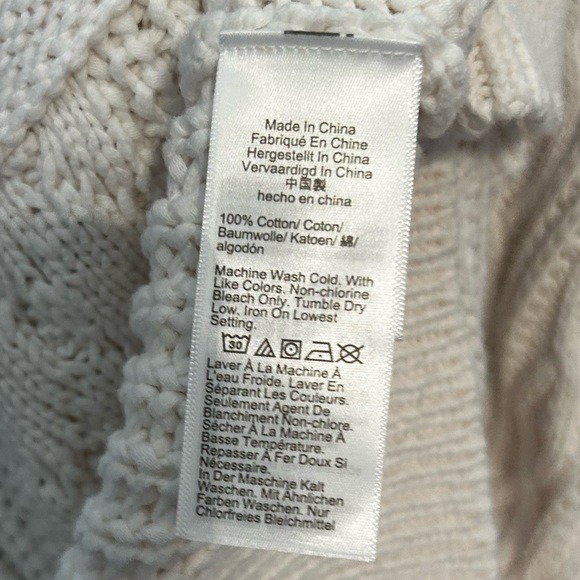 Made In China
Fabriqué En Chine
Hergestellt In China
Vervaardigd In China
中国製
hecho en china
100% Cotton/ Coton/
Baumwolle/ Katoen/ 綿/
algodón
Machine Wash Cold. With
Like Colors. Non-chlorine
Bleach Only. Tumble Dry
Low. Iron On Lowest
Setting.
30
Laver À La Machine À
L'eau Froide. Laver En
Séparant Les Couleurs.
Seulement Agent De
Blanchiment Non-chlore.
Sécher À La Machine À
Basse Température.
Repasser À Fer Doux Si
Nécessaire.
In Der Maschine Kalt
Waschen. Mit Ähnlichen
Farben Waschen. Nur
Chlorfreies Bleichmittel